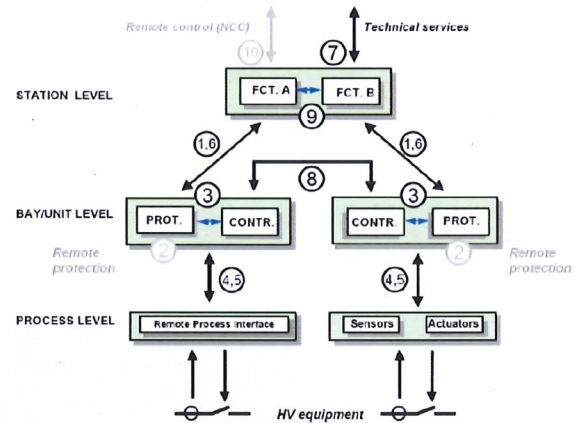 Remote control (NCC)
Technical services
10
7
STATION LEVEL
FCT. A
FCT. B
9
1,6
1,6
8
3
3
BAY/UNIT LEVEL
PROT.
CONTR.
CONTR.
PROT.
2
2
Remote
protection
Remote
protection
4,5
4,5
PROCESS LEVEL
Remote Process Interface
Sensors
Actuators
HV equipment